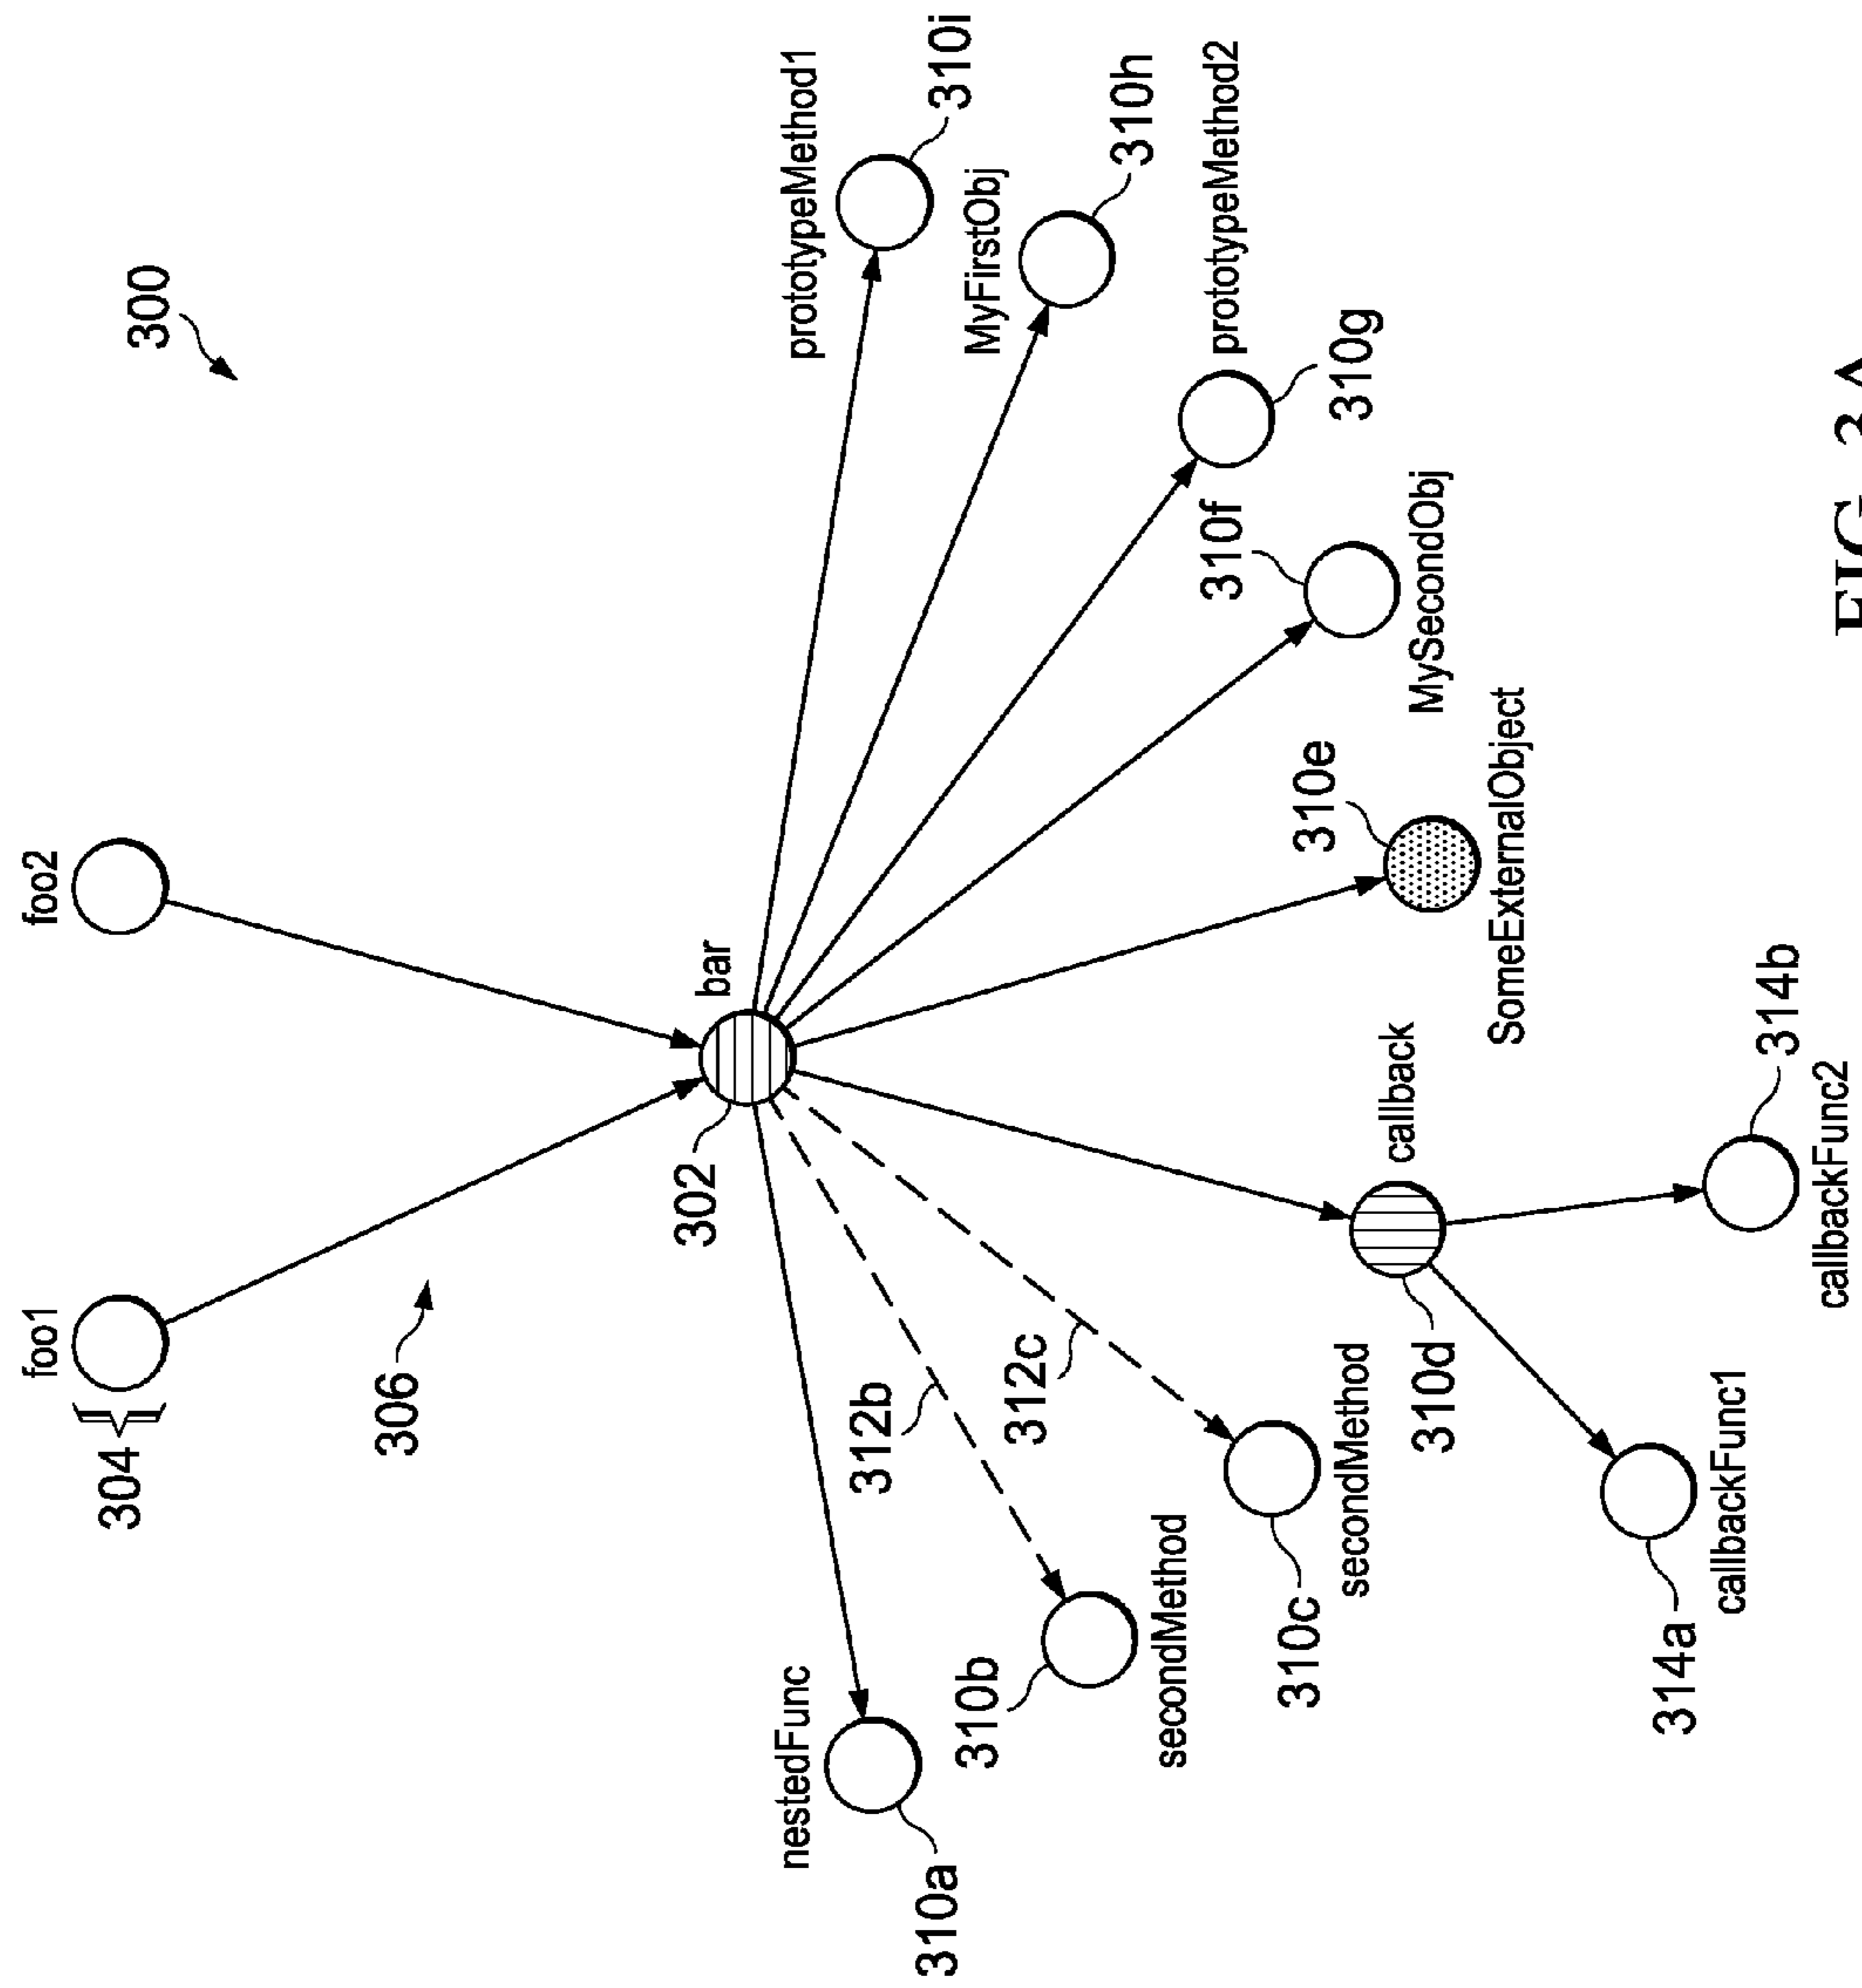 300
foo1
foo2
304
306
bar
302
nestedFunc
310a
312b
310b
secondMethod
312c
310c
secondMethod
callback
310d
314a
callbackFunc1
314b
callbackFunc2
310e
SomeExternalObject
310f
MySecondObj
prototypeMethod2
310g
MyFirstObj
310h
prototypeMethod1
310i